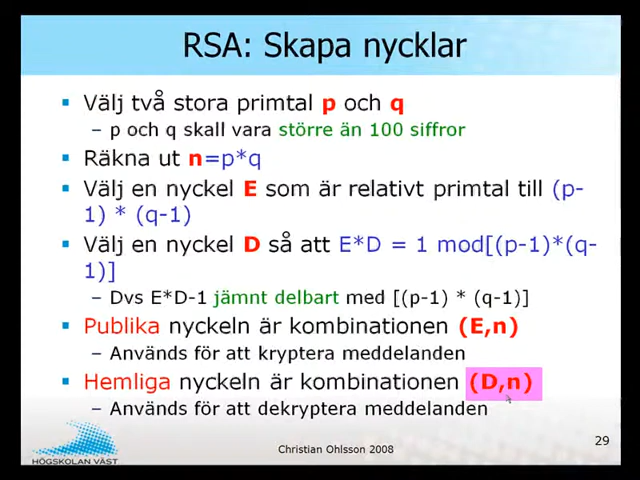 RSA: Skapa nycklar
Välj två stora primtal p och q
– p och q skall vara större än 100 siffror
Räkna ut n=p*q
Välj en nyckel E som är relativt primtal till (p-
1) * (q-1)
Välj en nyckel D så att E*D = 1 mod[(p-1)*(q-
1)]
– Dvs E*D-1 jämnt delbart med [(p-1) * (q-1)]
Publika nyckeln är kombinationen (E,n)
– Används för att kryptera meddelanden
Hemliga nyckeln är kombinationen (D,n)
– Används för att dekryptera meddelanden
29
Christian Ohlsson 2008
HÖGSKOLAN VÄST